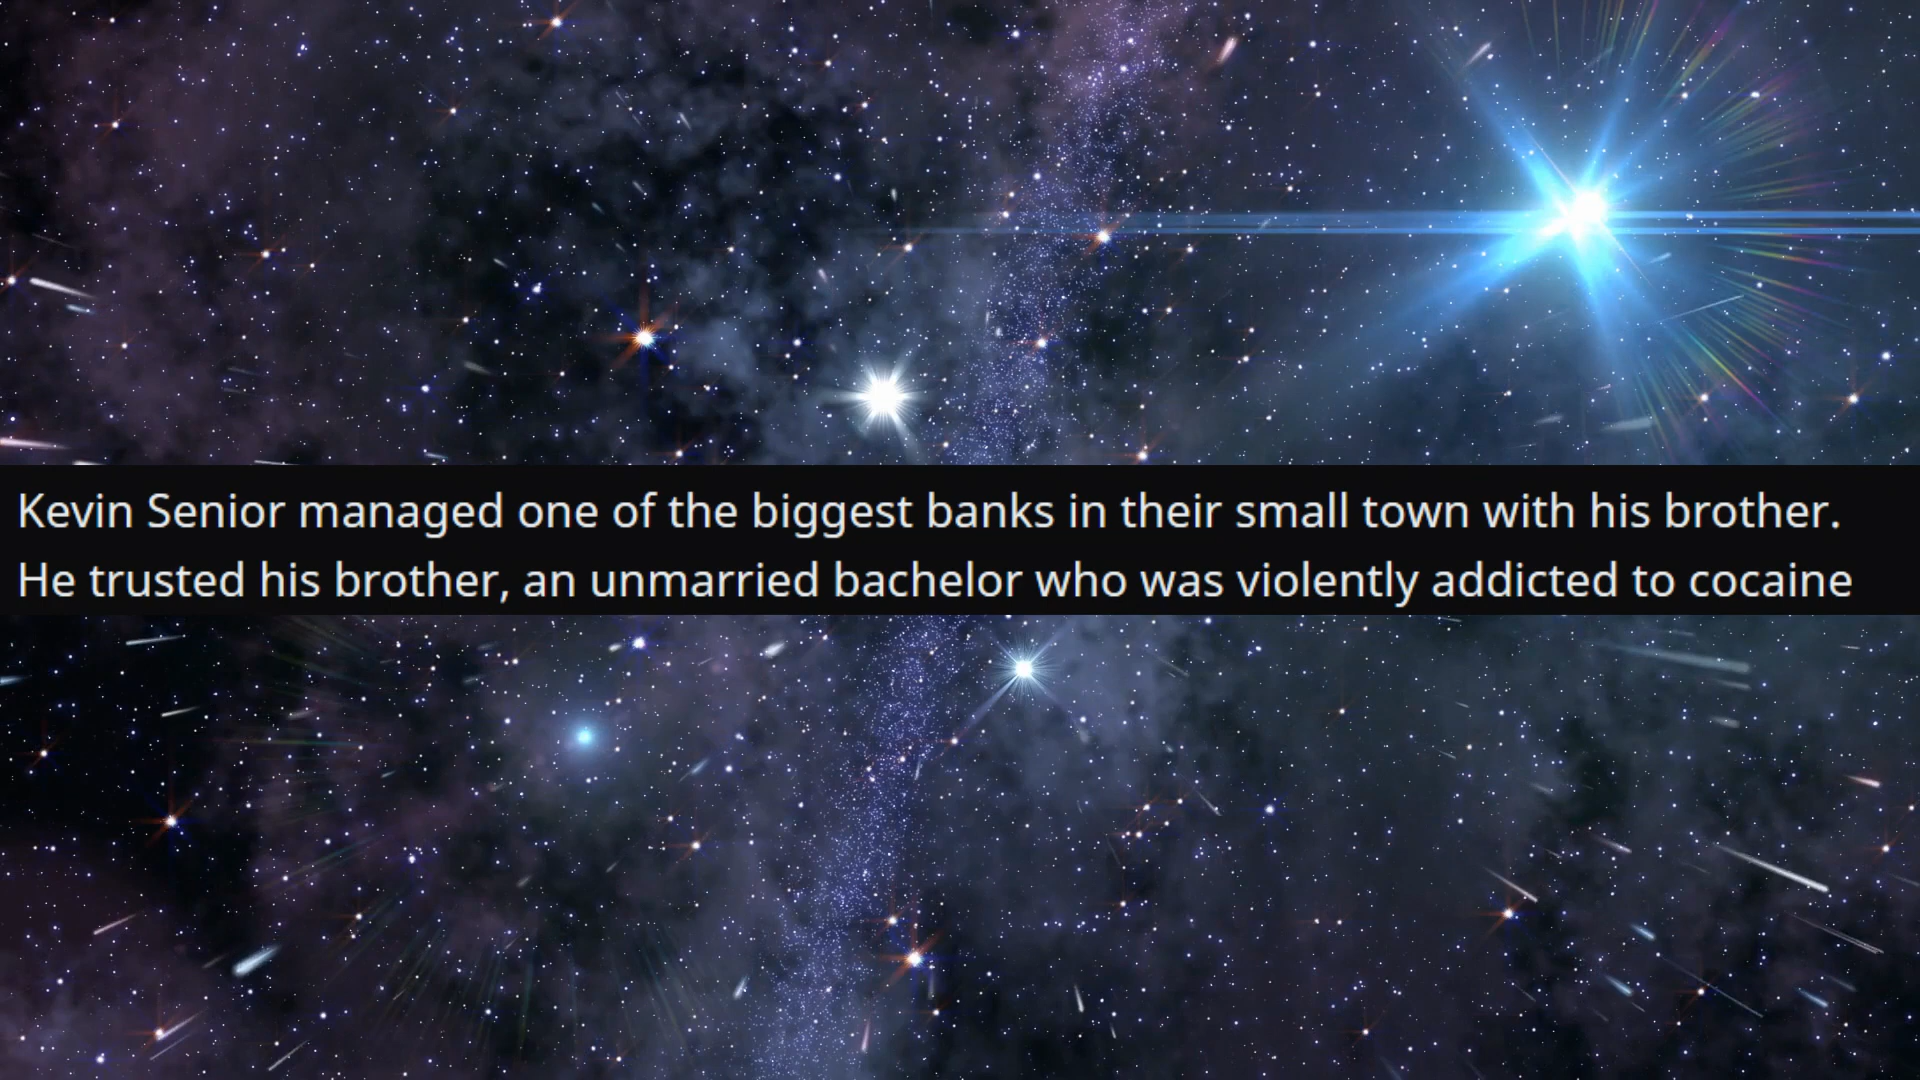 Kevin Senior managed one of the biggest banks in their small town with his brother.
He trusted his brother, an unmarried bachelor who was violently addicted to cocaine